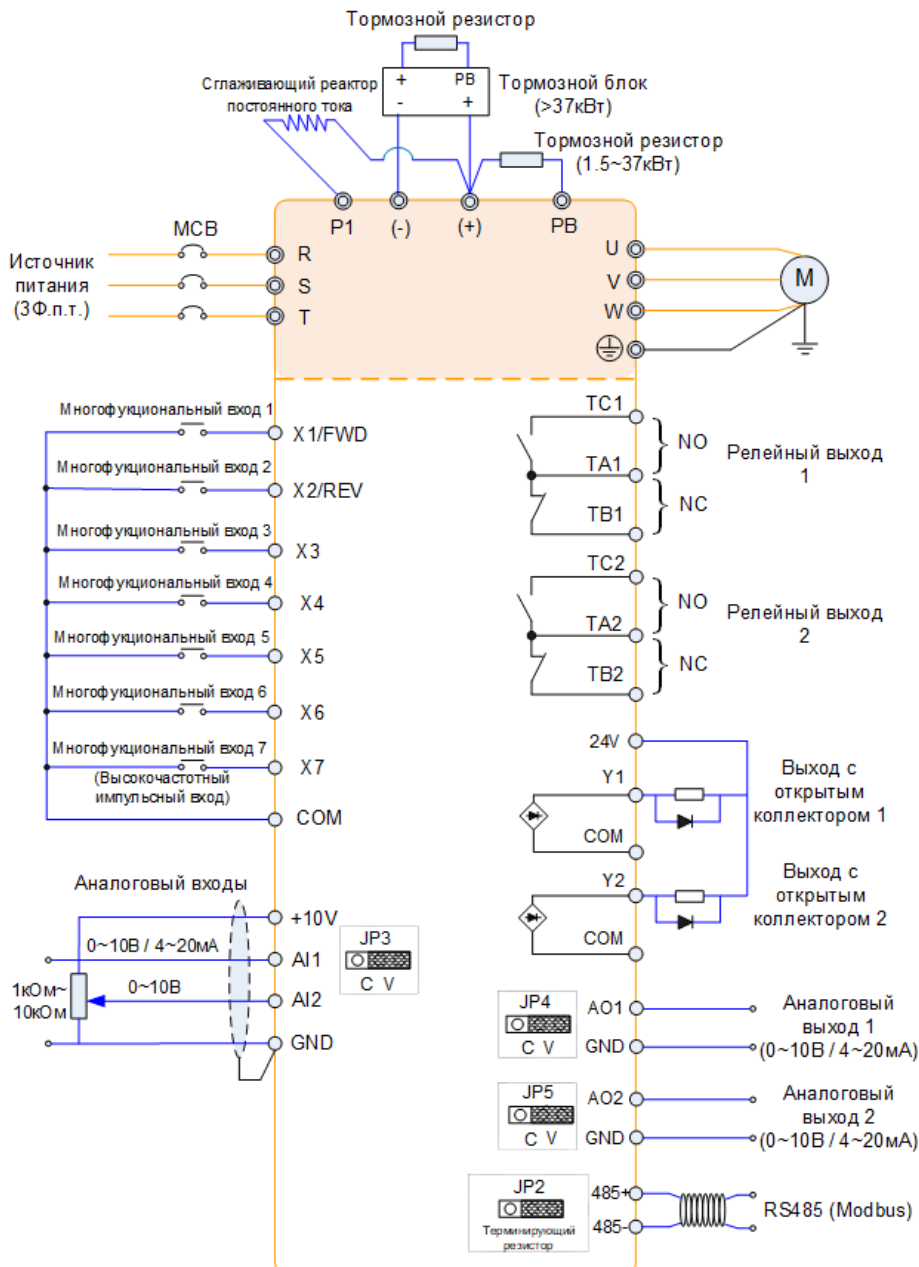 Тормозной резистор
+ PB
- +
Тормозной блок
(>37кВт)
Сглаживающий реактор
постоянного тока
Тормозной резистор
(1.5~37кВт)
P1 (-) (+) PB
MCB
Источник
питания
(3Ф.п.т.)
R
S
T
U
V
W
M
Многофукциональный вход 1
X1/FWD
Многофукциональный вход 2
X2/REV
Многофукциональный вход 3
X3
Многофукциональный вход 4
X4
Многофукциональный вход 5
X5
Многофукциональный вход 6
X6
Многофукциональный вход 7
(Высокочастотный
импульсный вход)
X7
COM
TC1
NO
TA1
NC
TB1
Релейный выход
1
TC2
NO
TA2
NC
TB2
Релейный выход
2
24V
Y1
COM
Выход с
открытым
коллектором 1
Y2
COM
Выход с
открытым
коллектором 2
Аналоговый входы
+10V
0~10В / 4~20мА
AI1
JP3
C V
1кОм~
10кОм
0~10В
AI2
GND
JP4
C V
AO1
GND
Аналоговый
выход 1
(0~10В / 4~20мА)
JP5
C V
AO2
GND
Аналоговый
выход 2
(0~10В / 4~20мА)
JP2
Терминирующий
резистор
485+
485-
RS485 (Modbus)